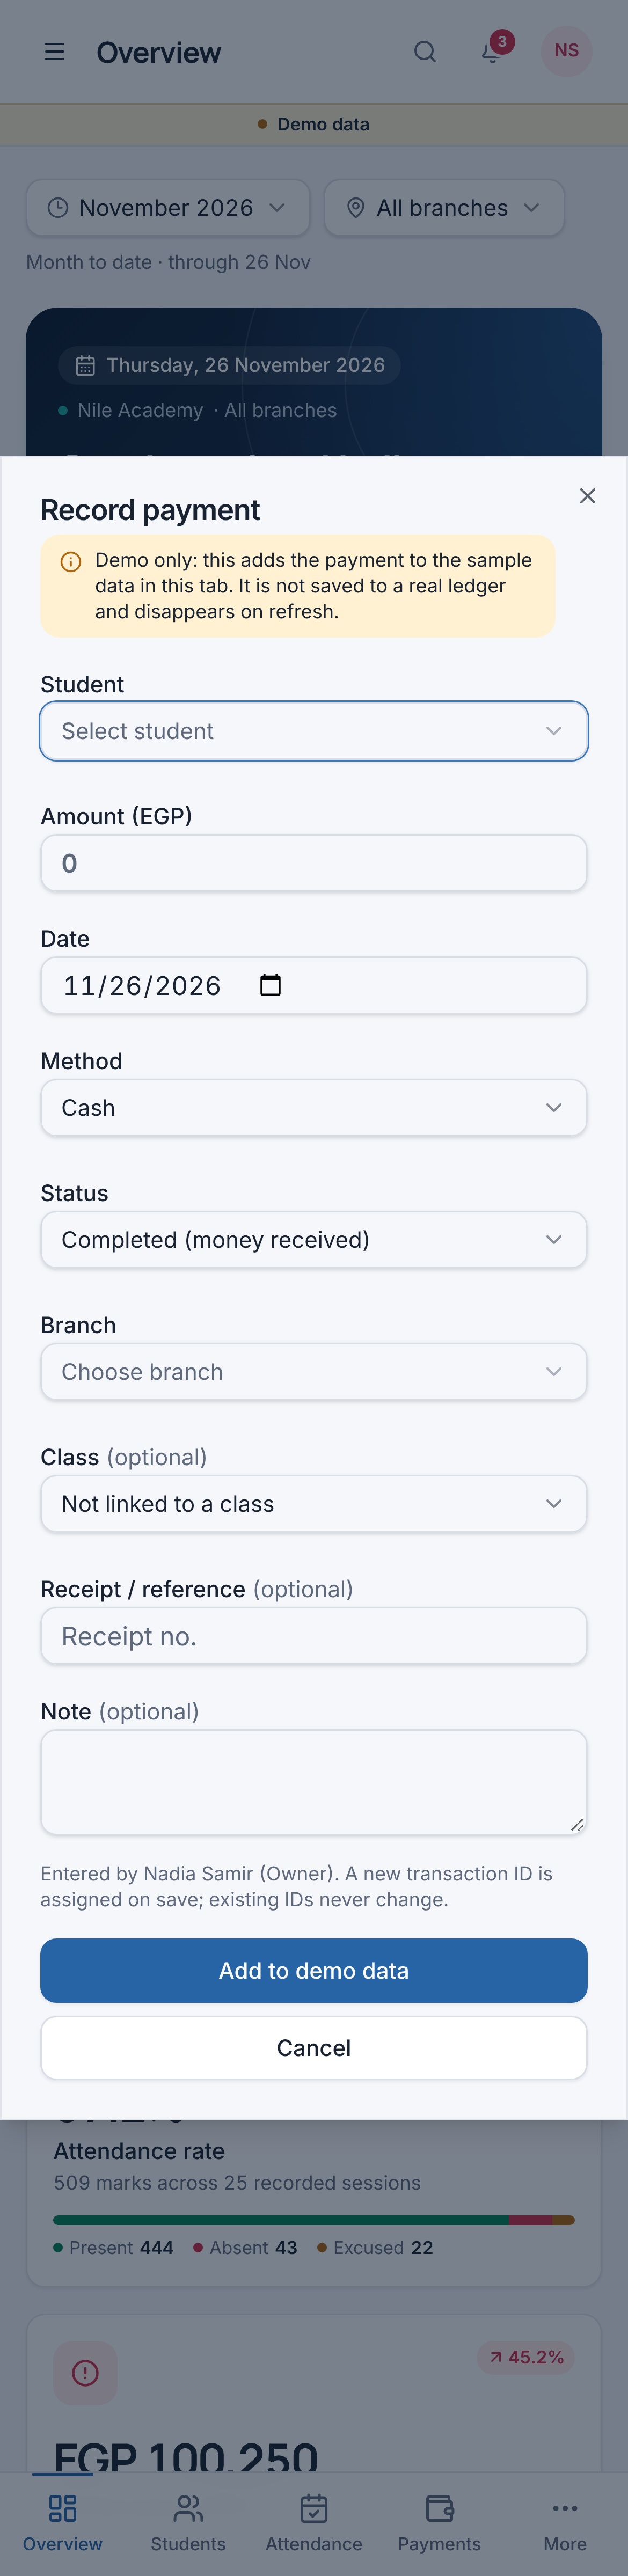 Overview
3
NS
Demo data
November 2026
All branches
Month to date · through 26 Nov
Thursday, 26 November 2026
Nile Academy · All branches
Record payment
Demo only: this adds the payment to the sample
data in this tab. It is not saved to a real ledger
and disappears on refresh.
Student
Select student
Amount (EGP)
0
Date
11/26/2026
Method
Cash
Status
Completed (money received)
Branch
Choose branch
Class (optional)
Not linked to a class
Receipt / reference (optional)
Receipt no.
Note (optional)
Entered by Nadia Samir (Owner). A new transaction ID is
assigned on save; existing IDs never change.
Add to demo data
Cancel
Attendance rate
509 marks across 25 recorded sessions
Present 444 Absent 43 Excused 22
45.2%
EGP 100,250
Overview
Students
Attendance
Payments
More